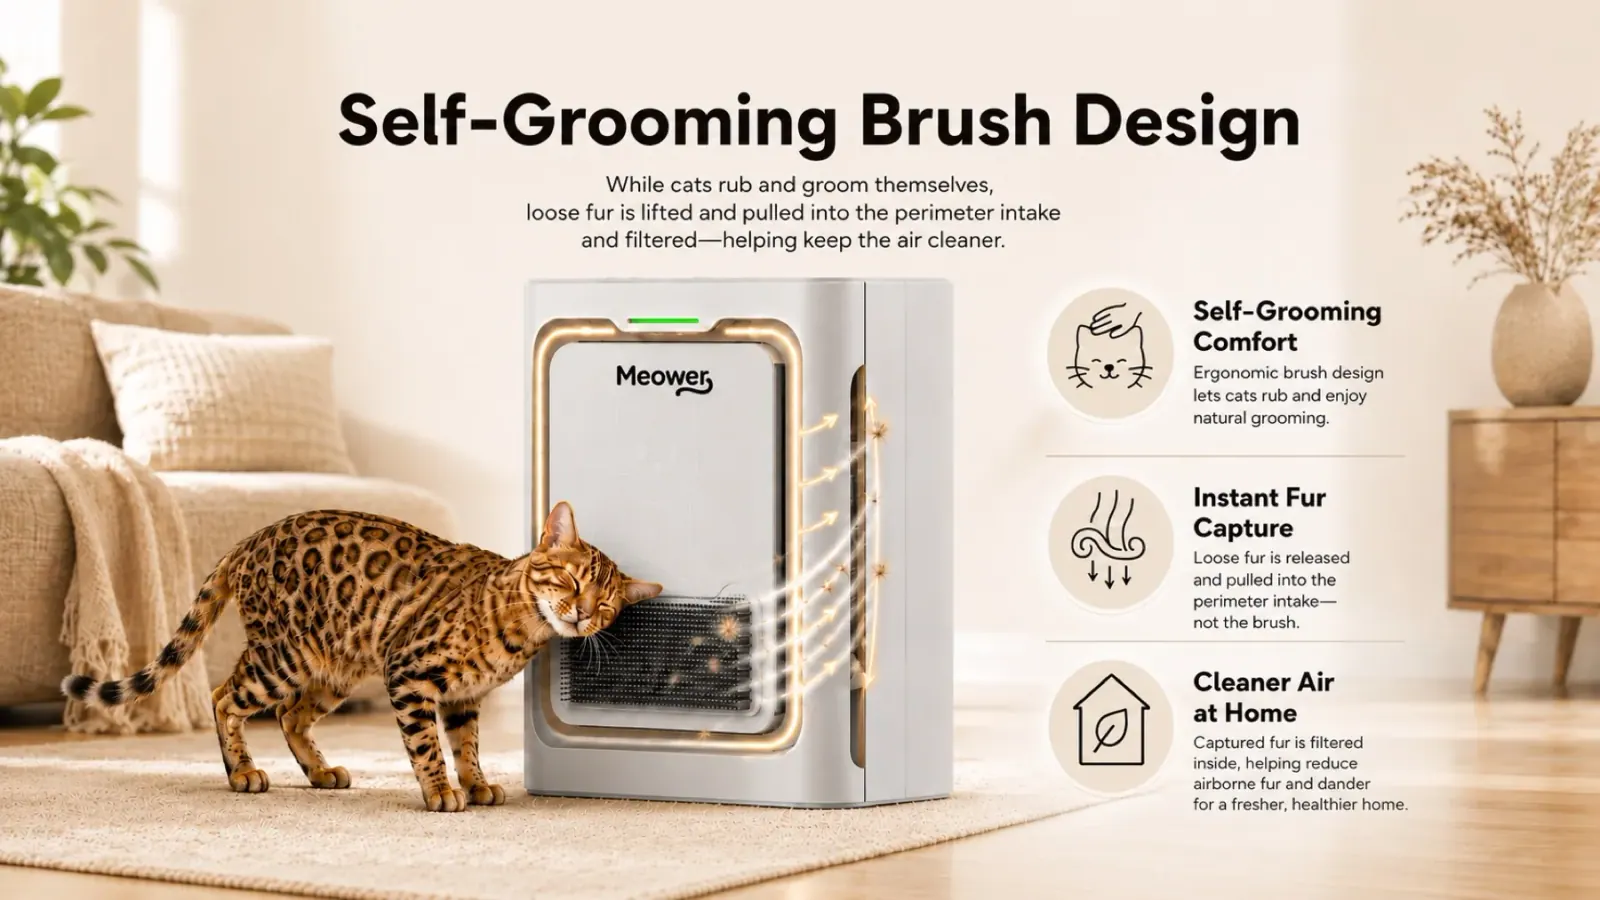 Self-Grooming Brush Design
While cats rub and groom themselves,
loose fur is lifted and pulled into the perimeter intake
and filtered—helping keep the air cleaner.
Meower
Self-Grooming
Comfort
Ergonomic brush design
lets cats rub and enjoy
natural grooming.
Instant Fur
Capture
Loose fur is released
and pulled into the
perimeter intake—
not the brush.
Cleaner Air
at Home
Captured fur is filtered
inside, helping reduce
airborne fur and dander
for a fresher, healthier home.